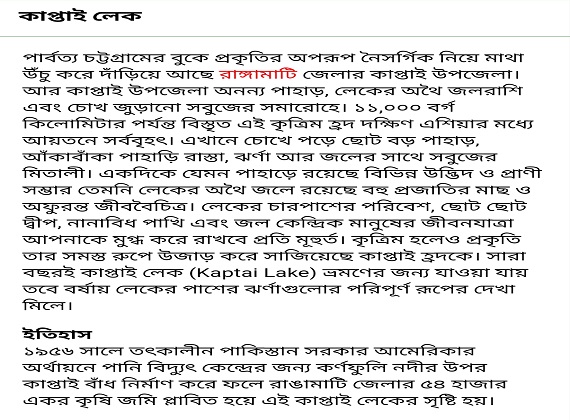 কাপ্তাই লেক
পার্বত্য চট্টগ্রামের বুকে প্রকৃতির অপরূপ নৈসর্গিক নিয়ে মাথা
উঁচু করে দাঁড়িয়ে আছে রাঙ্গামাটি জেলার কাপ্তাই উপজেলা।
আর কাপ্তাই উপজেলা অনন্য পাহাড়, লেকের অথৈ জলরাশি
এবং চোখ জুড়ানো সবুজের সমারোহে। ১১,০০০ বর্গ
কিলোমিটার পর্যন্ত বিস্তৃত এই কৃত্রিম হ্রদ দক্ষিণ এশিয়ার মধ্যে
আয়তনে সর্ববৃহৎ। এখানে চোখে পড়ে ছোট বড় পাহাড়,
আঁকাবাঁকা পাহাড়ি রাস্তা, ঝর্ণা আর জলের সাথে সবুজের
মিতালী। একদিকে যেমন পাহাড়ে রয়েছে বিভিন্ন উদ্ভিদ ও প্রাণী
সম্ভার তেমনি লেকের অথৈ জলে রয়েছে বহু প্রজাতির মাছ ও
অফুরন্ত জীববৈচিত্র। লেকের চারপাশের পরিবেশ, ছোট ছোট
দ্বীপ, নানাবিধ পাখি এবং জল কেন্দ্রিক মানুষের জীবনযাত্রা
আপনাকে মুগ্ধ করে রাখবে প্রতি মূহুর্ত। কৃত্রিম হলেও প্রকৃতি
তার সমস্ত রুপে উজাড় করে সাজিয়েছে কাপ্তাই হ্রদকে। সারা
বছরই কাপ্তাই লেক (Kaptai Lake) ভ্রমণের জন্য যাওয়া যায়
তবে বর্ষায় লেকের পাশের ঝর্ণাগুলোর পরিপূর্ণ রূপের দেখা
মিলে।
ইতিহাস
১৯৫৬ সালে তৎকালীন পাকিস্তান সরকার আমেরিকার
অর্থায়নে পানি বিদ্যুৎ কেন্দ্রের জন্য কর্ণফুলি নদীর উপর
কাপ্তাই বাঁধ নির্মাণ করে ফলে রাঙামাটি জেলার ৫৪ হাজার
একর কৃষি জমি প্লাবিত হয়ে এই কাপ্তাই লেকের সৃষ্টি হয়।